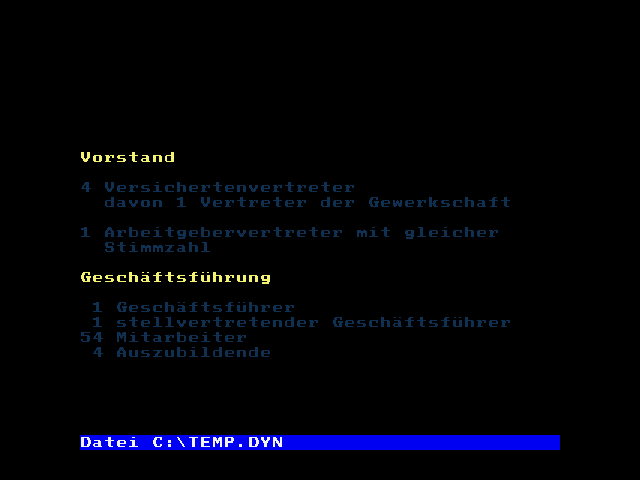 Vorstand
4 Versichertenvertreter
davon 1 Vertreter der Gewerkschaft
1 Arbeitgebervertreter mit gleicher
Stimmzahl
Geschäftsführung
1 Geschäftsführer
1 stellvertretender Geschäftsführer
54 Mitarbeiter
4 Auszubildende
Datei C:\TEMP.DYN